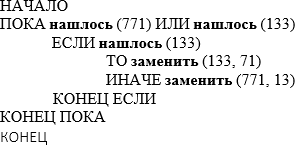 НАЧАЛО
ПОКА нашлось (771) ИЛИ нашлось (133)
ЕСЛИ нашлось (133)
ТО заменить (133, 71)
ИНАЧЕ заменить (771, 13)
КОНЕЦ ЕСЛИ
КОНЕЦ ПОКА
КОНЕЦ